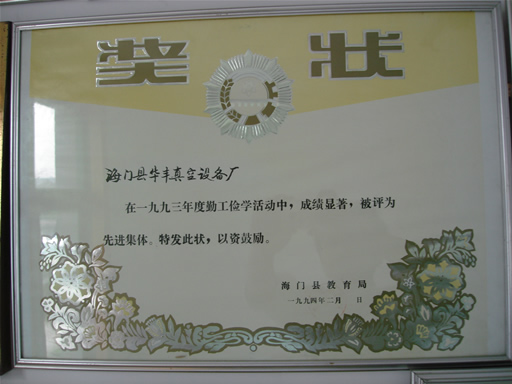 奖状
海门县华丰真空设备厂
在一九九三年度勤工俭学活动中，成绩显著，被评为
先进集体。特发此状，以资鼓励。
海门县教育局
一九九四年二月 日